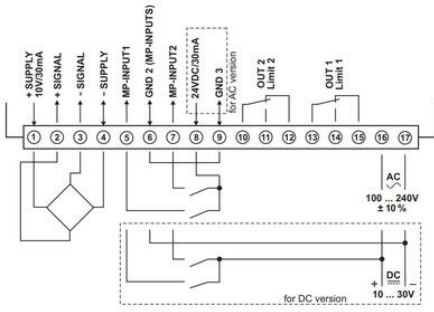 + SUPPLY
10V/30mA
+ SIGNAL
- SIGNAL
- SUPPLY
MP-INPUT1
GND 2 (MP-INPUTS)
MP-INPUT2
24VDC/30mA
GND 3
for AC version
OUT 2
Limit 2
OUT 1
Limit 1
1 2 3 4 5 6 7 8 9 10 11 12 13 14 15 16 17
AC
100 ... 240V
± 10 %
+ DC −
10 ... 30V
for DC version